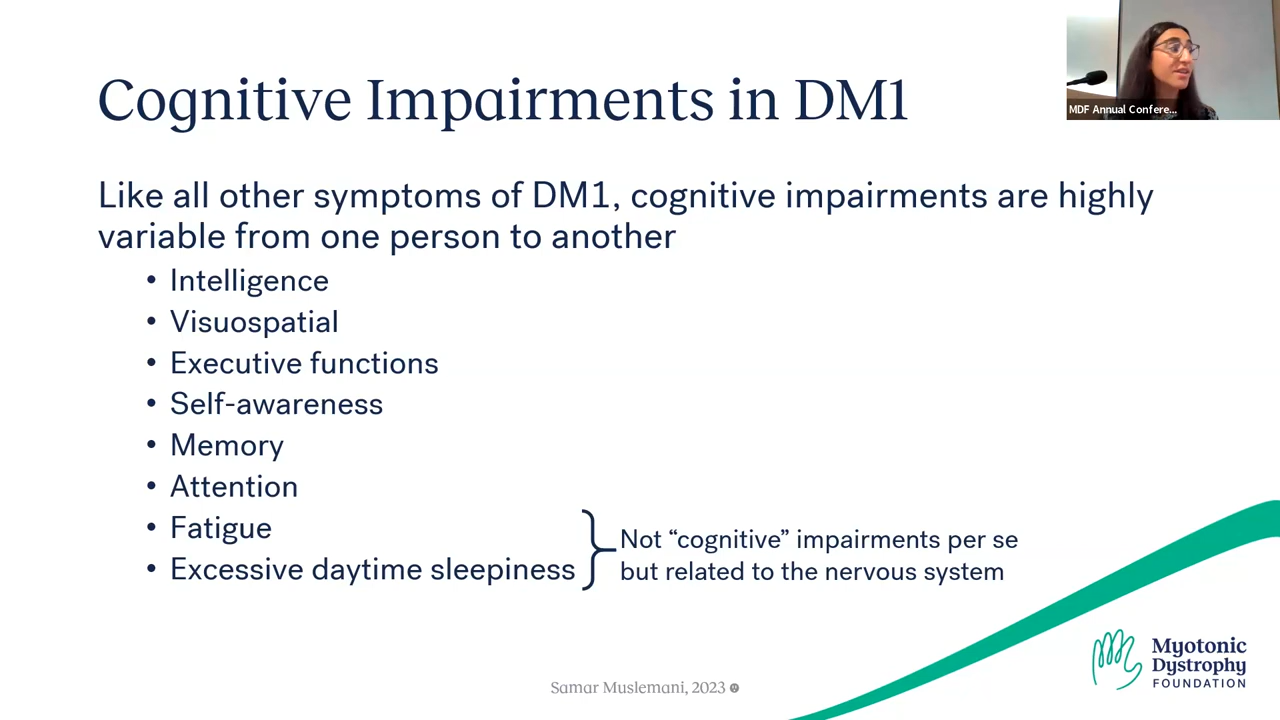 Cognitive Impairments in DM1
MDF Annual Confere...
Like all other symptoms of DM1, cognitive impairments are highly
variable from one person to another
• Intelligence
• Visuospatial
• Executive functions
• Self-awareness
• Memory
• Attention
• Fatigue
• Excessive daytime sleepiness
Not “cognitive” impairments per se
but related to the nervous system
Samar Muslemani, 2023
Myotonic
Dystrophy
FOUNDATION